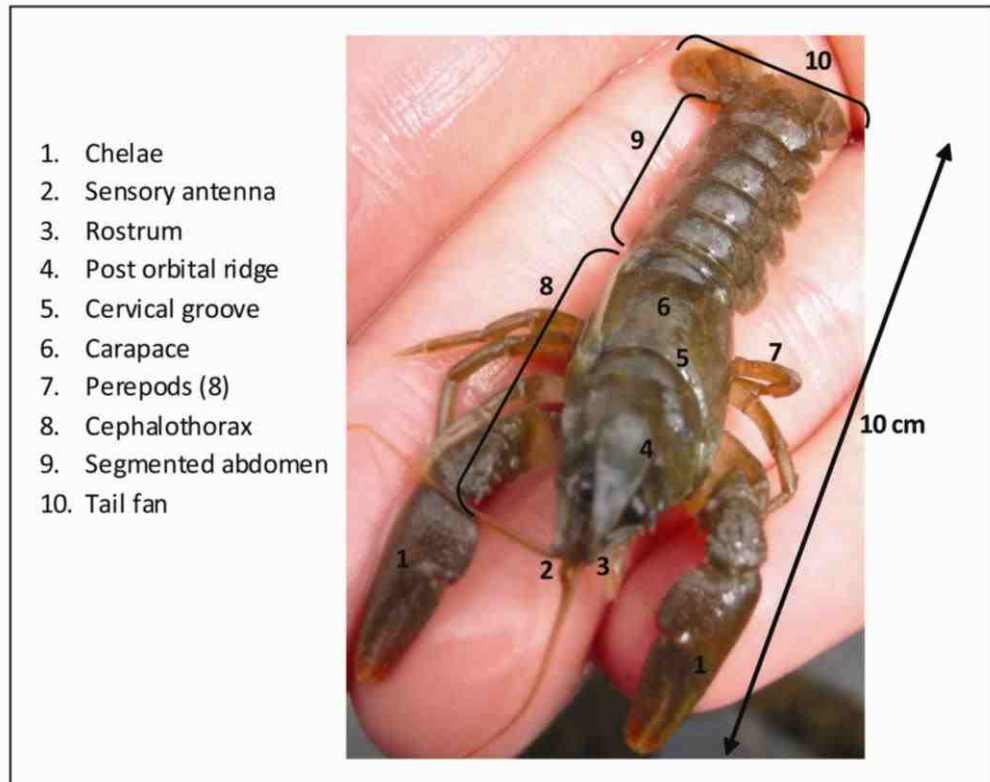 1. Chelae
2. Sensory antenna
3. Rostrum
4. Post orbital ridge
5. Cervical groove
6. Carapace
7. Perepods (8)
8. Cephalothorax
9. Segmented abdomen
10. Tail fan
10
9
8
6
5
7
4
10 cm
1
2
3
1